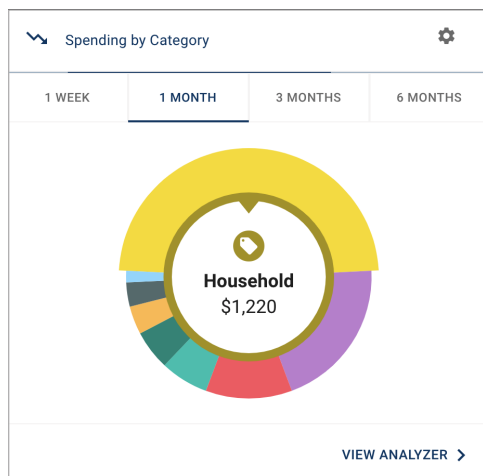 Spending by Category
1 WEEK
1 MONTH
3 MONTHS
6 MONTHS
Household
$1,220
VIEW ANALYZER